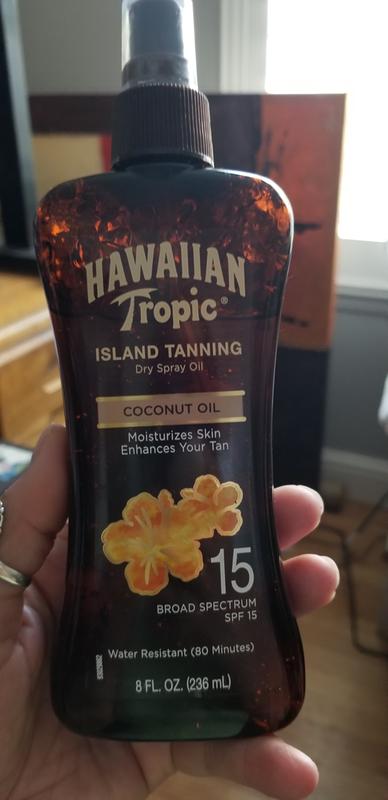 HAWAIIAN
Tropic®
ISLAND TANNING
Dry Spray Oil
COCONUT OIL
Moisturizes Skin
Enhances Your Tan
15
BROAD SPECTRUM
SPF 15
Water Resistant (80 Minutes)
8 FL. OZ. (236 mL)